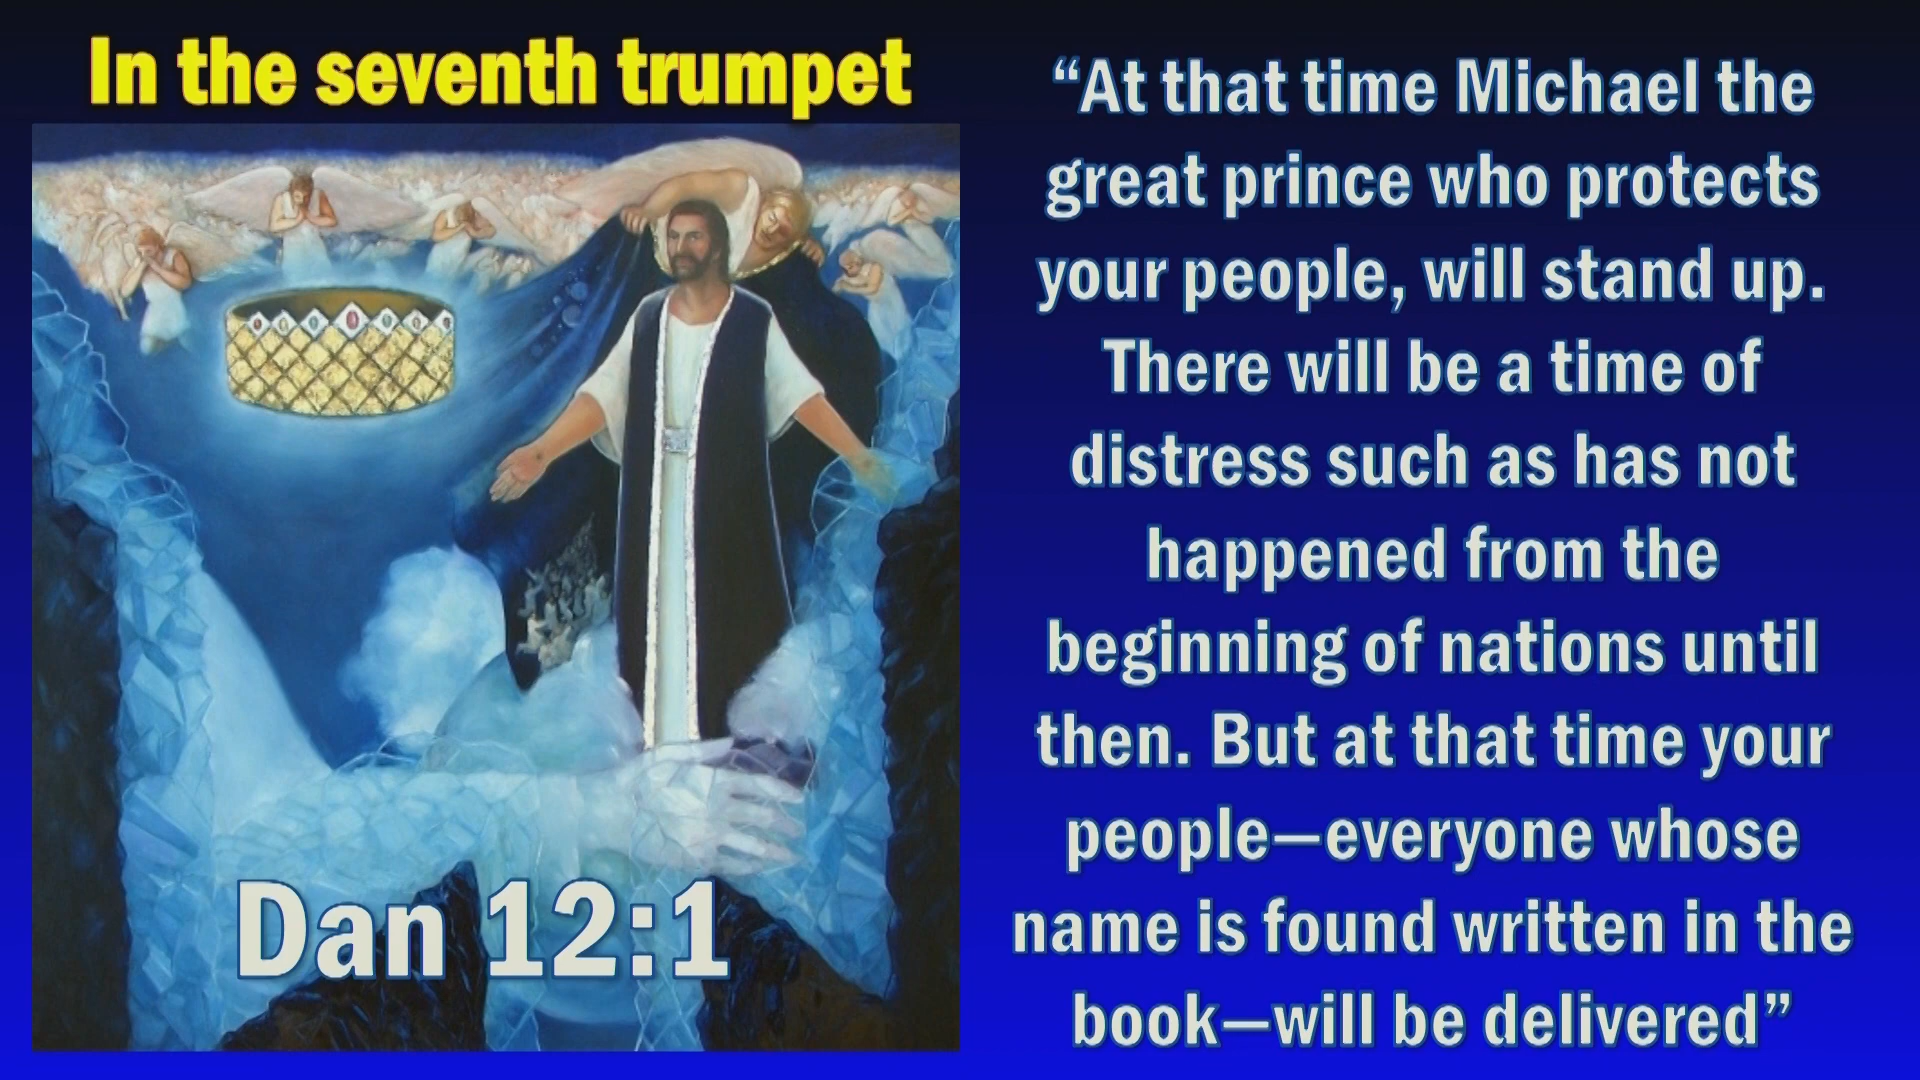 In the seventh trumpet
Dan 12:1
“At that time Michael the
great prince who protects
your people, will stand up.
There will be a time of
distress such as has not
happened from the
beginning of nations until
then. But at that time your
people—everyone whose
name is found written in the
book—will be delivered”